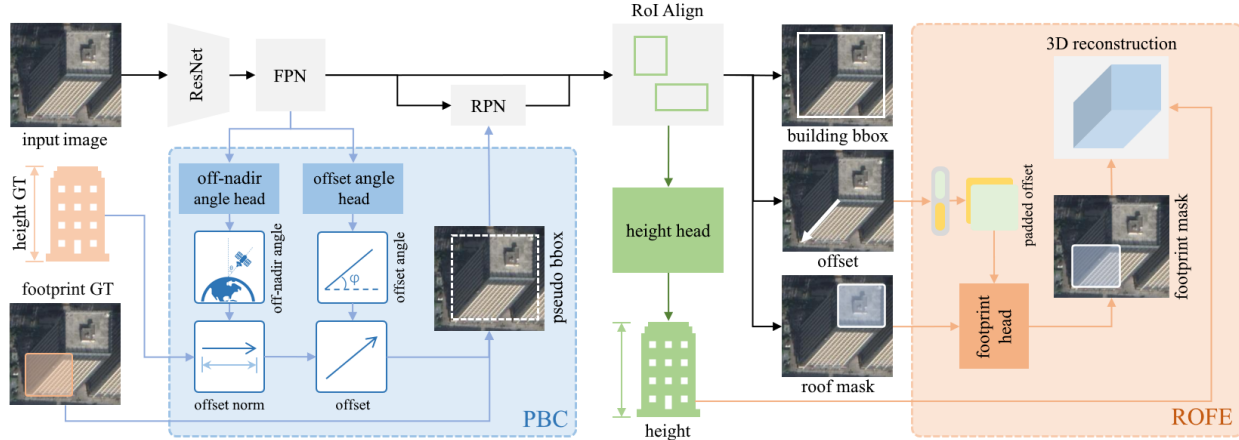 RoI Align
ResNet
FPN
RPN
input image
building bbox
3D reconstruction
height GT
off-nadir
angle head
offset angle
head
off-nadir angle
φ
offset angle
pseudo bbox
height head
offset
padded offset
footprint mask
footprint GT
offset norm
offset
footprint
head
roof mask
PBC
height
ROFE